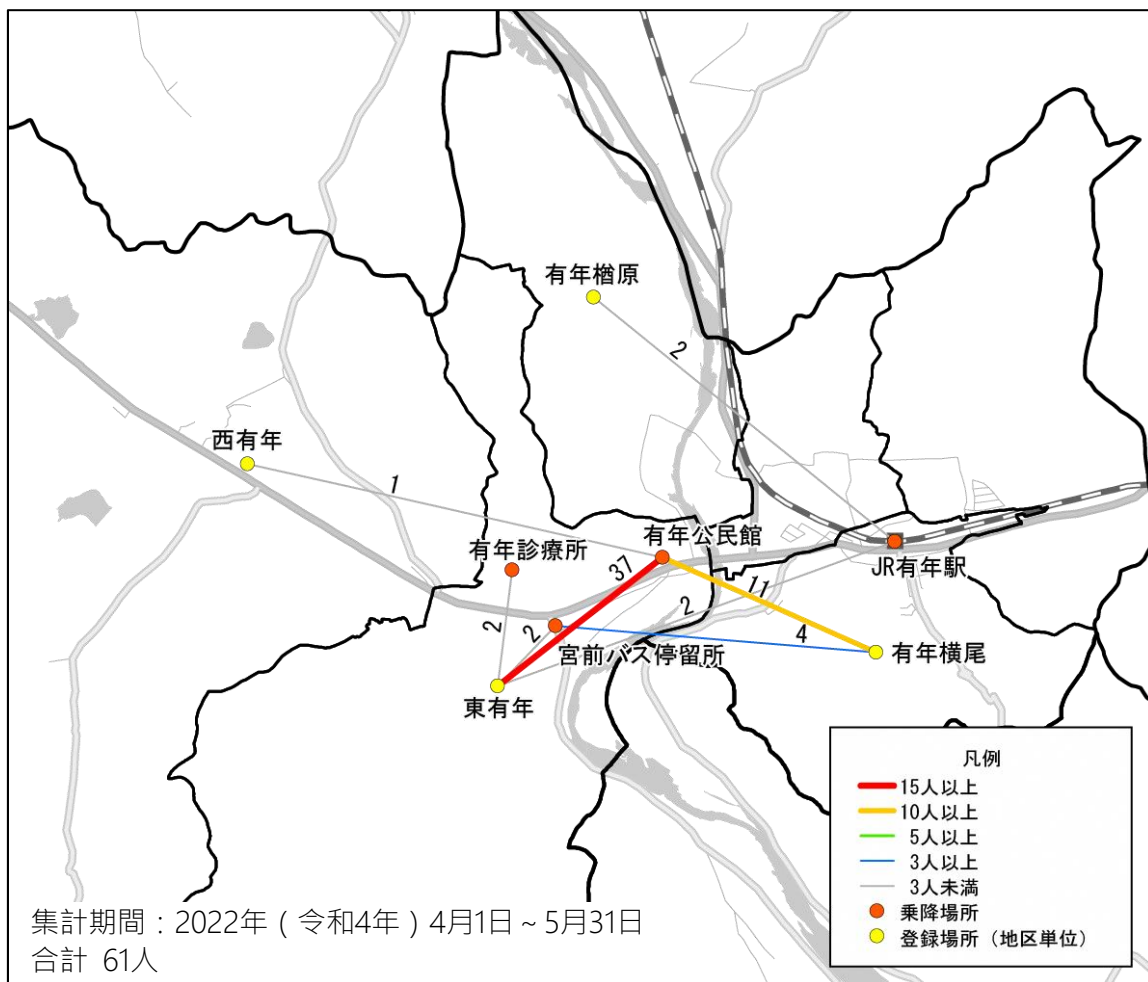 有年楢原
2
西有年
1
有年公民館
有年診療所
37
JR有年駅
11
2
2
2
4
有年横尾
宮前バス停留所
東有年
凡例
15人以上
10人以上
5人以上
3人以上
3人未満
乗降場所
登録場所（地区単位）
集計期間：2022年（令和4年）4月1日～5月31日
合計 61人